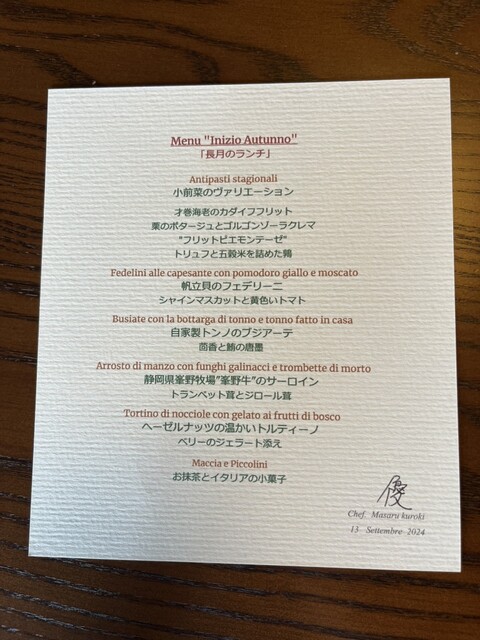 Menu "Inizio Autunno"
「長月のランチ」
Antipasti stagionali
小前菜のヴァリエーション
才巻海老のカダイフフリット
栗のポタージュとゴルゴンゾーラクレマ
"フリットピエモンテーゼ"
トリュフと五穀米を詰めた鶉
Fedelini alle capesante con pomodoro giallo e moscato
帆立貝のフェデリーニ
シャインマスカットと黄色いトマト
Busiate con la bottarga di tonno e tonno fatto in casa
自家製トンノのブジアーテ
茴香と鮪の唐墨
Arrosto di manzo con funghi galinacci e trombette di morto
静岡県峯野牧場"峯野牛"のサーロイン
トランペット茸とジロール茸
Tortino di nocciole con gelato ai frutti di bosco
ヘーゼルナッツの温かいトルティーノ
ベリーのジェラート添え
Maccia e Piccolini
お抹茶とイタリアの小菓子
優
Chef. Masaru kuroki
13 Settembre 2024